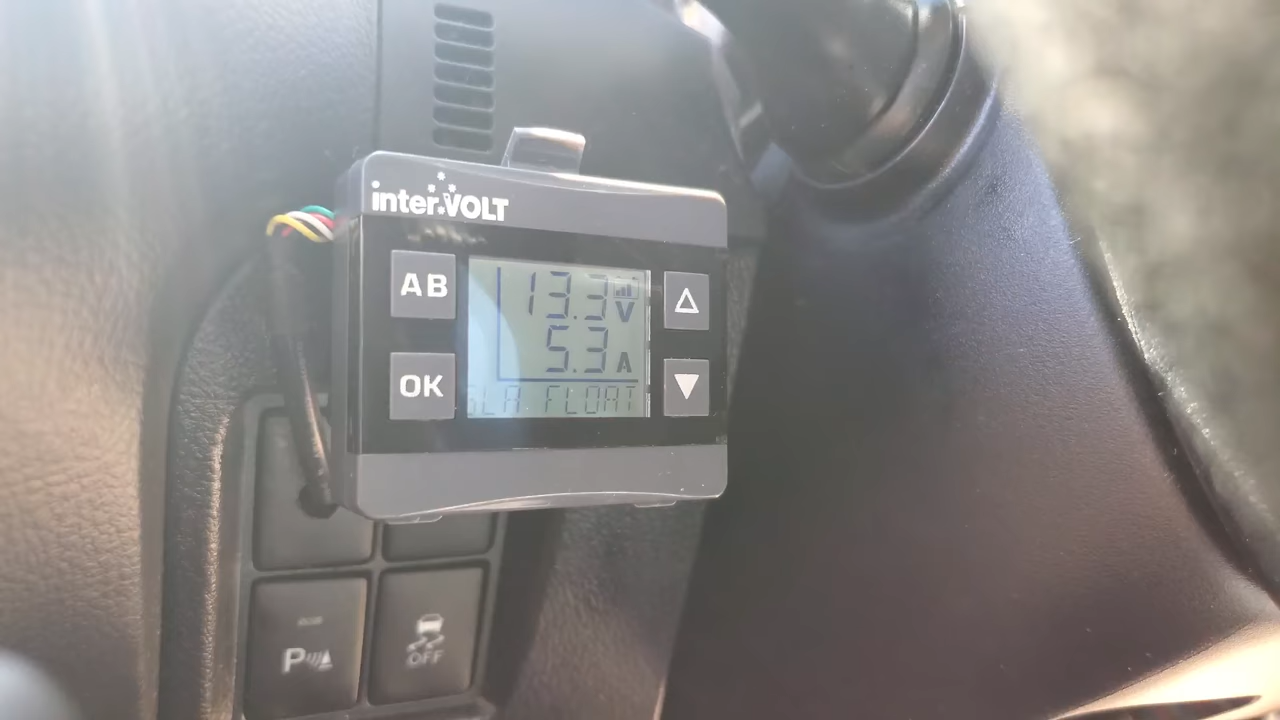 inter.VOLT
AB
13.3 V
5.3 A
OK
SLA FLOAT
P
OFF